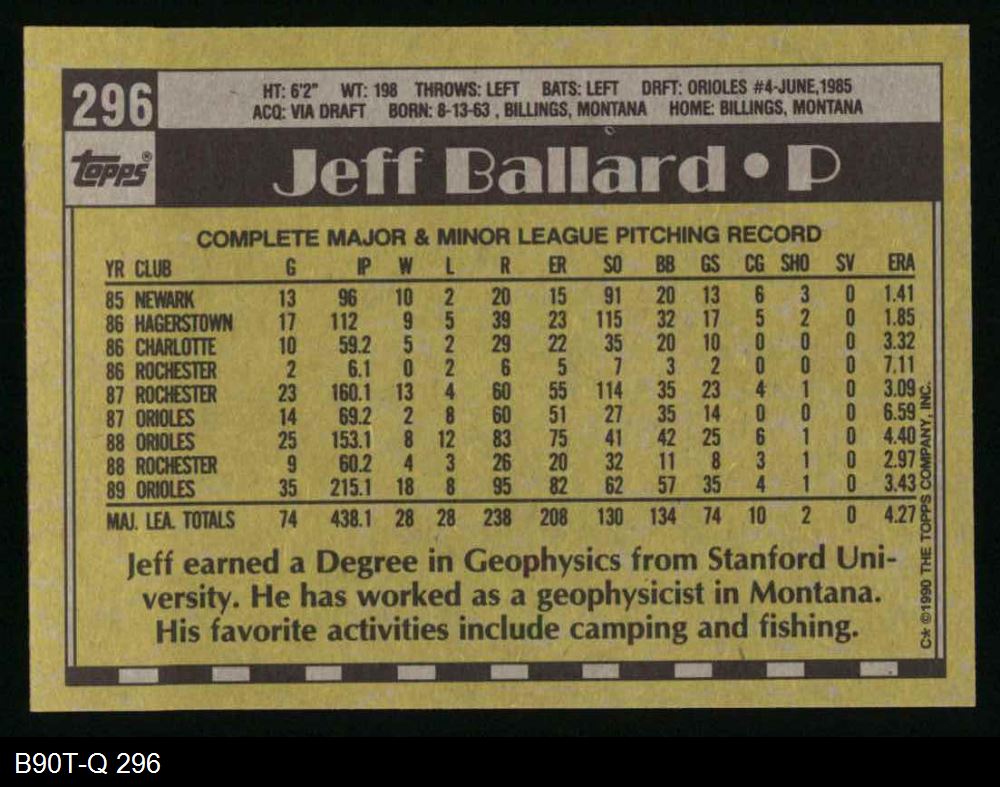 296
HT: 6'2" WT: 198 THROWS: LEFT BATS: LEFT DRFT: ORIOLES #4-JUNE,1985
ACQ: VIA DRAFT BORN: 8-13-63 , BILLINGS, MONTANA HOME: BILLINGS, MONTANA
topps®
Jeff Ballard • P
COMPLETE MAJOR & MINOR LEAGUE PITCHING RECORD
YR CLUB G IP W L R ER SO BB GS CG SHO SV ERA
85 NEWARK 13 96 10 2 20 15 91 20 13 6 3 0 1.41
86 HAGERSTOWN 17 112 9 5 39 23 115 32 17 5 2 0 1.85
86 CHARLOTTE 10 59.2 5 2 29 22 35 20 10 0 0 0 3.32
86 ROCHESTER 2 6.1 0 2 6 5 7 3 2 0 0 0 7.11
87 ROCHESTER 23 160.1 13 4 60 55 114 35 23 4 1 0 3.09
87 ORIOLES 14 69.2 2 8 60 51 27 35 14 0 0 0 6.59
88 ORIOLES 25 153.1 8 12 83 75 41 42 25 6 1 0 4.40
88 ROCHESTER 9 60.2 4 3 26 20 32 11 8 3 1 0 2.97
89 ORIOLES 35 215.1 18 8 95 82 62 57 35 4 1 0 3.43
MAJ. LEA. TOTALS 74 438.1 28 28 238 208 130 134 74 10 2 0 4.27
Jeff earned a Degree in Geophysics from Stanford Uni-
versity. He has worked as a geophysicist in Montana.
His favorite activities include camping and fishing.
C* ©1990 THE TOPPS COMPANY, INC.
B90T-Q 296